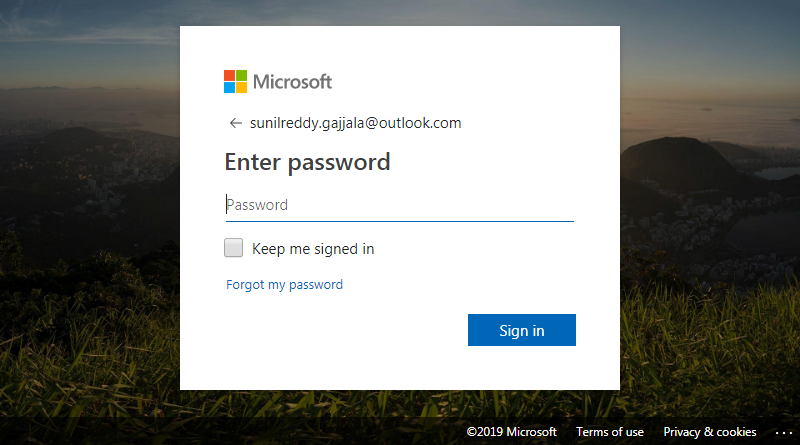 Microsoft
← sunilreddy.gajjala@outlook.com
Enter password
Password
Keep me signed in
Forgot my password
Sign in
©2019 Microsoft Terms of use Privacy & cookies ...